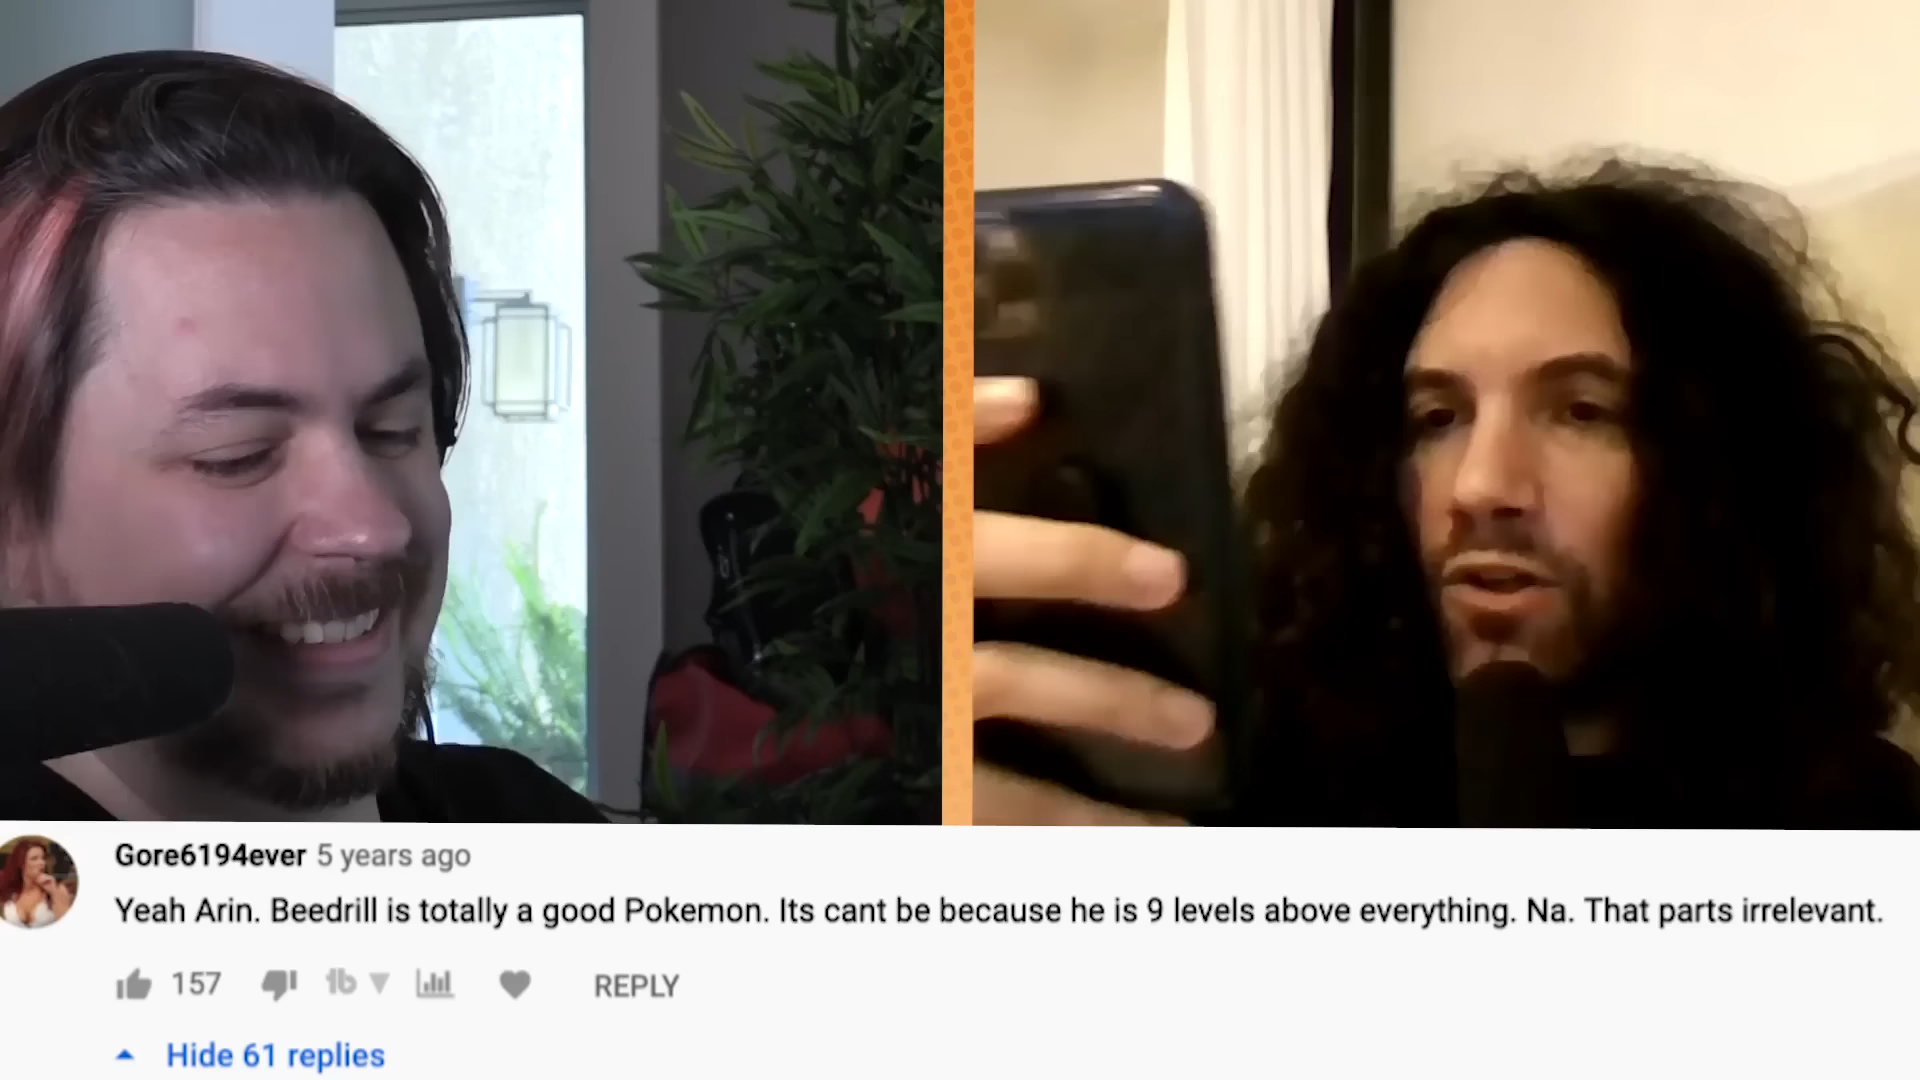 Gore6194ever 5 years ago
Yeah Arin. Beedrill is totally a good Pokemon. Its cant be because he is 9 levels above everything. Na. That parts irrelevant.
157 1b REPLY
Hide 61 replies